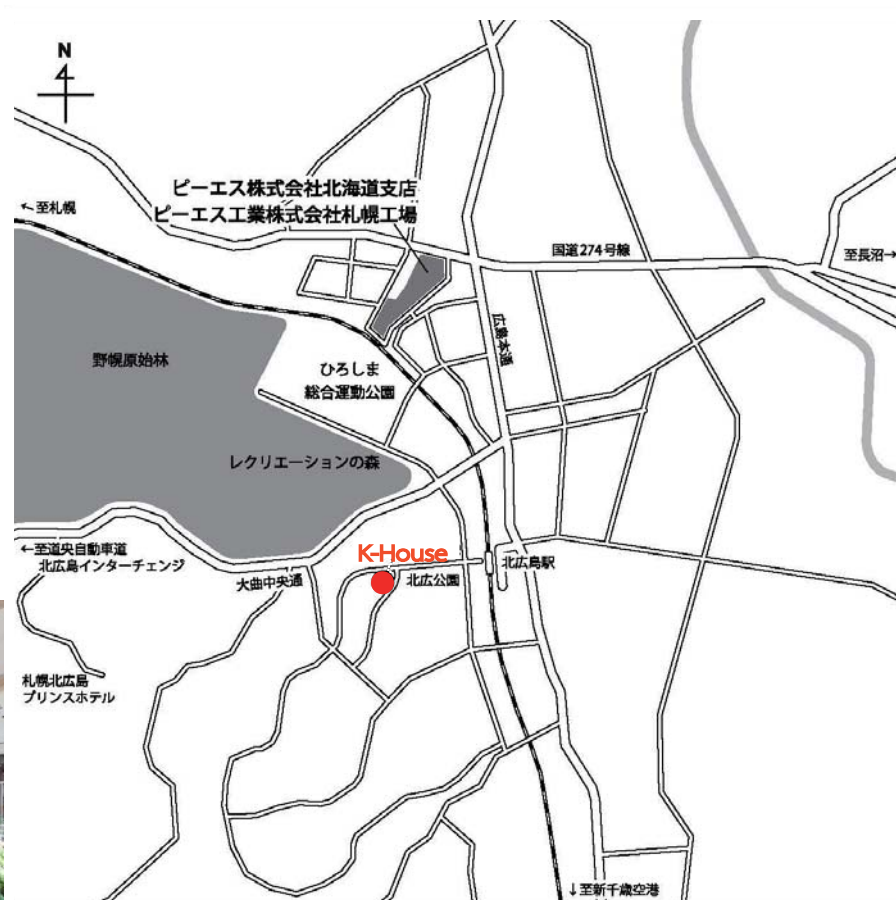 N
ピーエス株式会社北海道支店
ピーエス工業株式会社札幌工場
←至札幌
国道274号線
至長沼→
広島本通
野幌原始林
ひろしま
総合運動公園
レクリエーションの森
K-House
←至道央自動車道
北広島インターチェンジ
大曲中央通
北広公園
北広島駅
札幌北広島
プリンスホテル
↓至新千歳空港